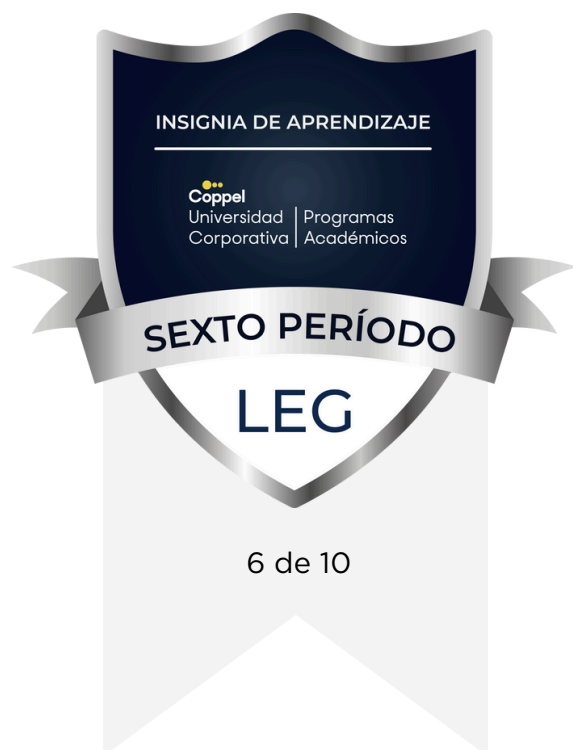 INSIGNIA DE APRENDIZAJE
Coppel
Universidad | Programas
Corporativa | Académicos
SEXTO PERÍODO
LEG
6 de 10